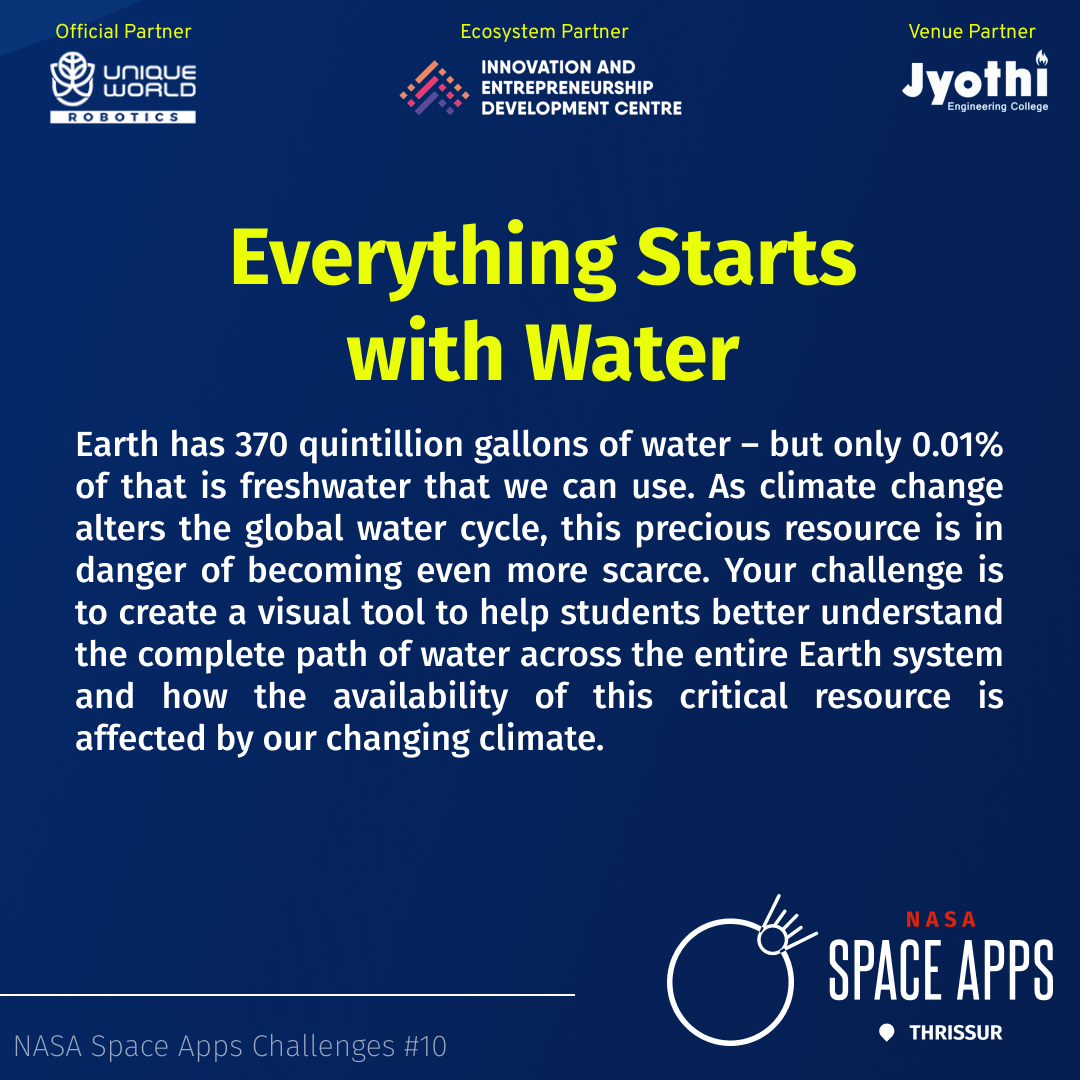 Official Partner
UNIQUE
WORLD
ROBOTICS
Ecosystem Partner
INNOVATION AND
ENTREPRENEURSHIP
DEVELOPMENT CENTRE
Venue Partner
Jyothi
Engineering College
Everything Starts
with Water
Earth has 370 quintillion gallons of water – but only 0.01%
of that is freshwater that we can use. As climate change
alters the global water cycle, this precious resource is in
danger of becoming even more scarce. Your challenge is
to create a visual tool to help students better understand
the complete path of water across the entire Earth system
and how the availability of this critical resource is
affected by our changing climate.
NASA
SPACE APPS
THRISSUR
NASA Space Apps Challenges #10